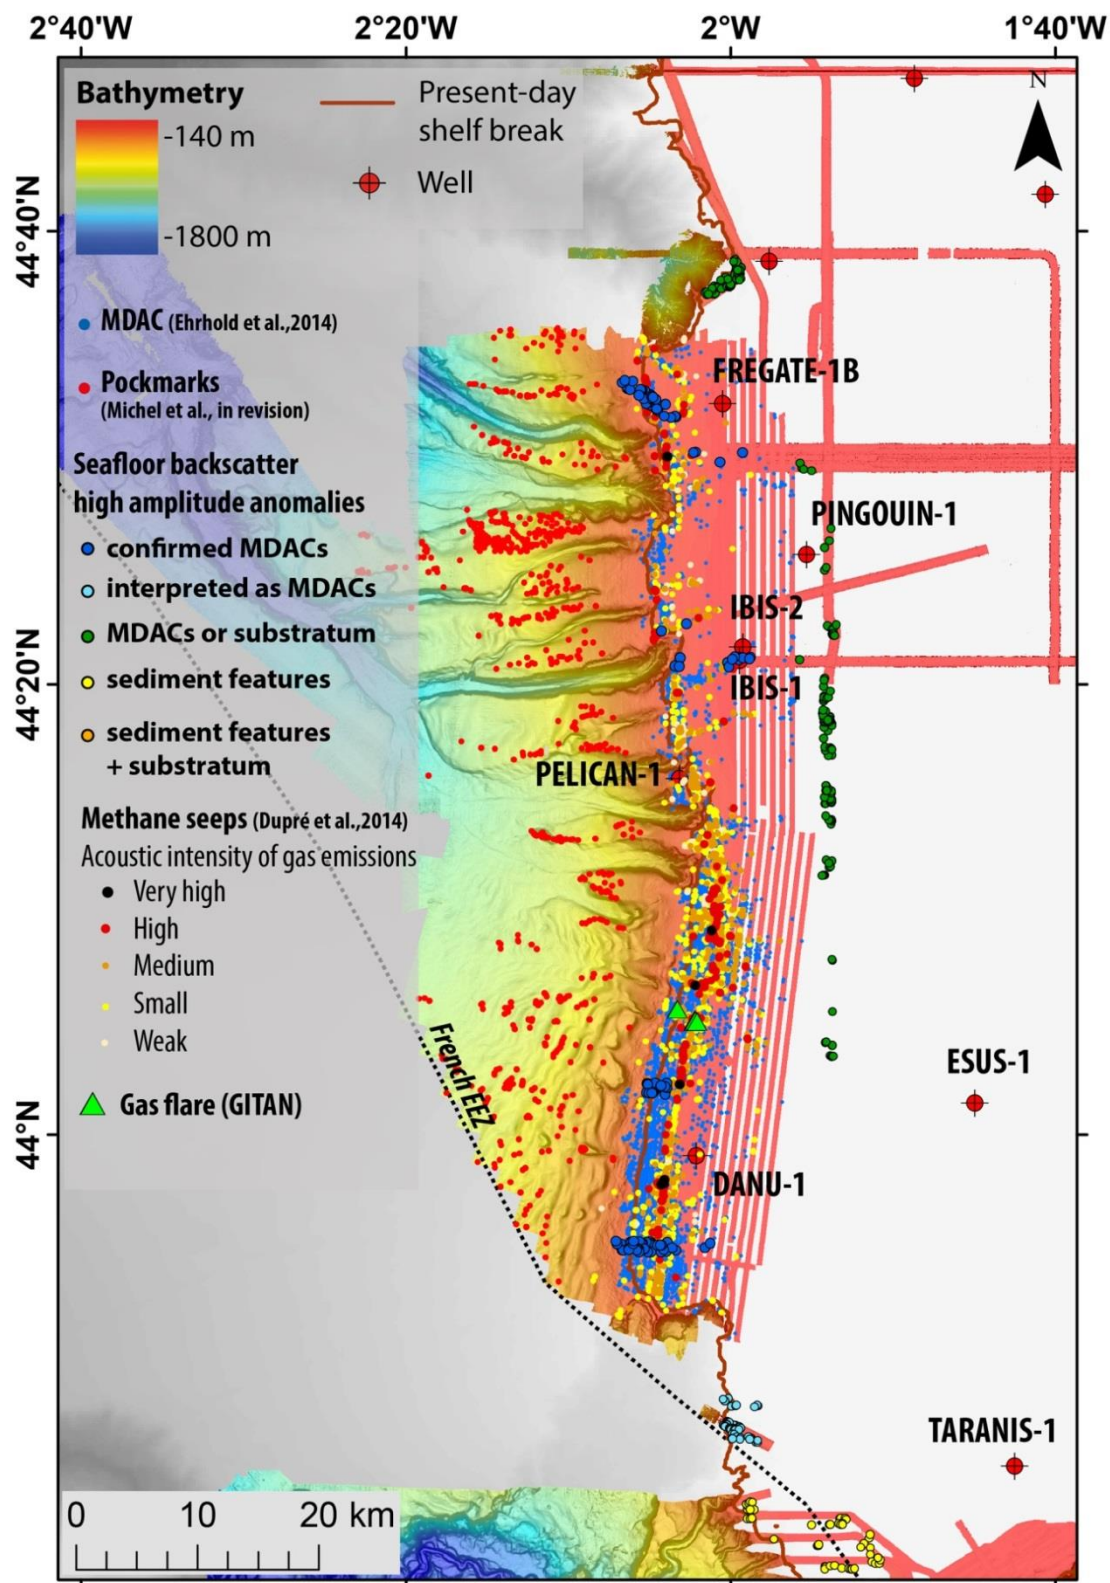 2°40'W 2°20'W 2°W 1°40'W
Bathymetry
-140 m
-1800 m
Present-day
shelf break
Well
N
44°40'N
MDAC (Ehrhold et al.,2014)
Pockmarks
(Michel et al., in revision)
Seafloor backscatter
high amplitude anomalies
confirmed MDACs
interpreted as MDACs
MDACs or substratum
sediment features
sediment features
+ substratum
Methane seeps (Dupré et al.,2014)
Acoustic intensity of gas emissions
Very high
High
Medium
Small
Weak
Gas flare (GITAN)
FREGATE-1B
PINGOUIN-1
IBIS-2
IBIS-1
44°20'N
PELICAN-1
French EEZ
ESUS-1
44°N
DANU-1
TARANIS-1
0 10 20 km